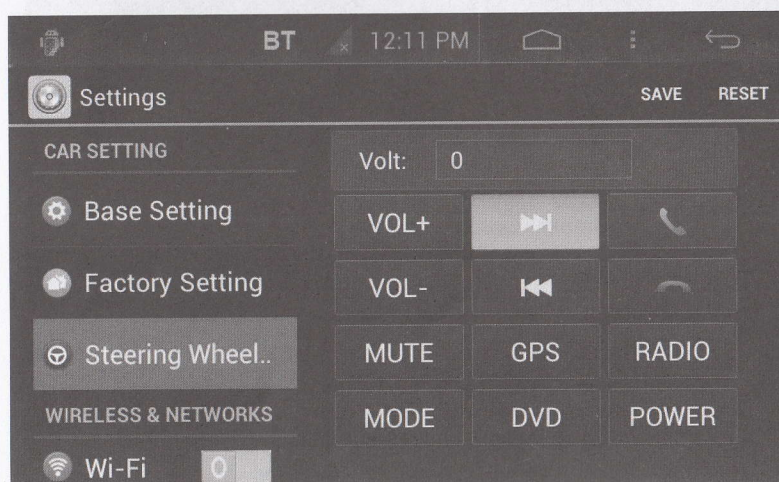 BT 12:11 PM
Settings SAVE RESET
CAR SETTING
Volt: 0
Base Setting
VOL+
Factory Setting
VOL-
Steering Wheel..
MUTE GPS RADIO
WIRELESS & NETWORKS
MODE DVD POWER
Wi-Fi 0